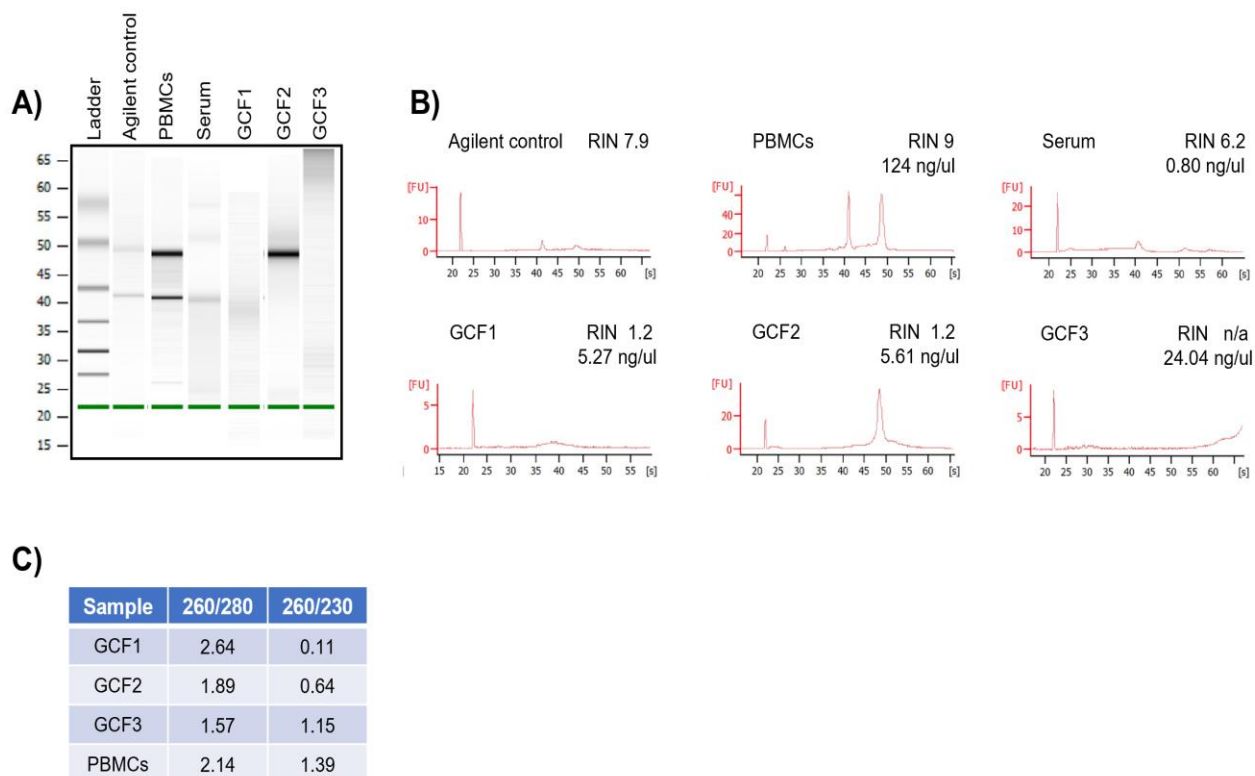 A)
Ladder
Agilent control
PBMCs
Serum
GCF1
GCF2
GCF3
65
60
55
50
45
40
35
30
25
20
15
B)
Agilent control RIN 7.9
[FU]
10
0
20 25 30 35 40 45 50 55 60 [s]
PBMCs RIN 9
124 ng/ul
[FU]
40
20
0
20 25 30 35 40 45 50 55 60 [s]
Serum RIN 6.2
0.80 ng/ul
[FU]
20
10
0
20 25 30 35 40 45 50 55 60 [s]
GCF1 RIN 1.2
5.27 ng/ul
[FU]
5
0
15 20 25 30 35 40 45 50 55 [s]
GCF2 RIN 1.2
5.61 ng/ul
[FU]
20
0
20 25 30 35 40 45 50 55 60 [s]
GCF3 RIN n/a
24.04 ng/ul
[FU]
5
0
20 25 30 35 40 45 50 55 60 [s]
C)
Sample 260/280 260/230
GCF1 2.64 0.11
GCF2 1.89 0.64
GCF3 1.57 1.15
PBMCs 2.14 1.39